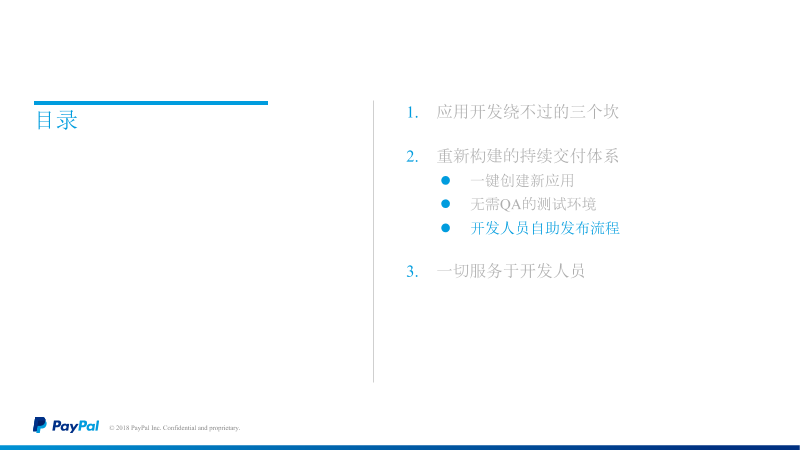 目录
1. 应用开发绕不过的三个坎
2. 重新构建的持续交付体系
● 一键创建新应用
● 无需QA的测试环境
● 开发人员自助发布流程
3. 一切服务于开发人员
PayPal © 2018 PayPal Inc. Confidential and proprietary.